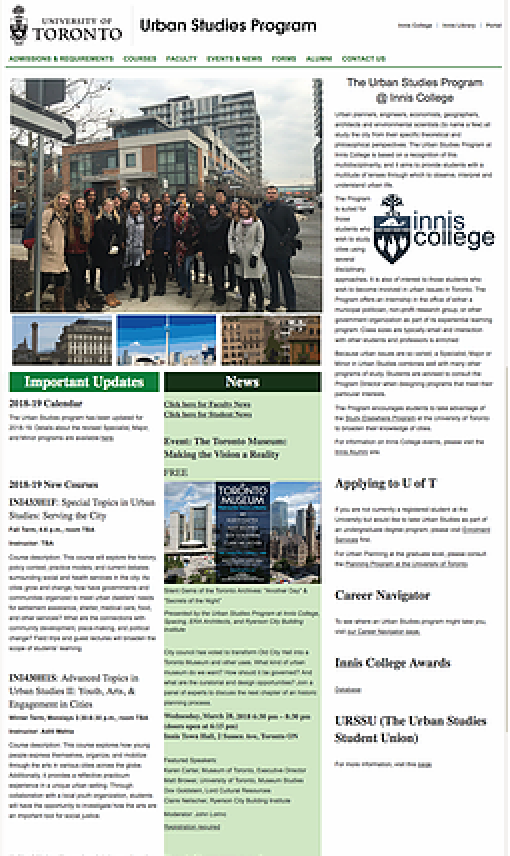 UNIVERSITY OF
TORONTO
Urban Studies Program
Innis College | Innis Library | Portal
ADMISSIONS & REQUIREMENTS COURSES FACULTY EVENTS & NEWS FORMS ALUMNI CONTACT US
Important Updates
2018-19 Calendar
The Urban Studies program has been updated for
2018-19. Details about the revised Specialist, Major,
and Minor programs are available here
2018-19 New Courses
INI433H1F: Special Topics in Urban
Studies: Serving the City
Instructor: TBA
Course description: This course will explore the history,
policy context, practice models, and current debates
surrounding social and health services in the city. As
cities grow and change, how have governments and
communities organized to meet urban dwellers' needs
for settlement assistance, shelter, medical care, food,
and other services? What are the connections with
community development, place-making, and political
change? Field trips and guest lectures will broaden the
scope of students' learning.
Advanced Topics in
Urban Studies II: Youth, Arts, &
Engagement in Cities
Course description: This course explores how young
people express themselves, organize and mobilize
through the arts in various cities across the globe.
Additionally, it provides a reflective practicum
experience in a unique urban setting. Through
collaboration with a local youth organization, students
will have the opportunity to investigate how the arts are
an important tool for social justice.
News
Click here for Faculty News
Click here for Student News
Event: The Toronto Museum:
Making the Vision a Reality
FREE
TORONTO
MUSEUM
Silent Gems of the Toronto Archives: "Another Day" &
"Secrets of the Night"
Presented by the Urban Studies Program at Innis College,
Spacing, ERA Architects, and Ryerson City Building
Institute
City council has voted to transform Old City Hall into a
Toronto Museum and other uses. What kind of urban
museum do we want? How should it be governed? And
what are the curatorial and design opportunities? Join a
panel of experts to discuss the next chapter of an historic
planning process.
Wednesday, March 28, 2018 6:30 pm – 8:30 pm
(doors open at 6:15 pm)
Innis Town Hall, 2 Sussex Ave, Toronto ON
Featured Speakers:
Karen Carter, Museum of Toronto, Executive Director
Matt Brower, University of Toronto, Museum Studies
Dov Goldstein, Lord Cultural Resources
Ryerson City Building Institute
Moderator: John Lorinc
Registration required
The Urban Studies Program
@ Innis College
Urban planners, engineers, economists, geographers,
architects and environmental scientists (to name a few) all
study the city from their specific theoretical and
philosophical perspectives. The Urban Studies Program at
Innis College is based on a recognition of this
multidisciplinarity, and it aims to provide students with a
multitude of lenses through which to observe, interpret and
understand urban life.
The Program
is suited for
those
students who
wish to study
cities using
several
disciplinary
innis
college
approaches. It is also of interest to those students who
wish to become involved in urban issues in Toronto. The
Program offers an internship in the office of either a
municipal politician, non-profit research group, or other
government organization as part of its experiential learning
program. Class sizes are typically small and interaction
with other students and professors is enriched.
Because urban issues are so varied, a Specialist, Major or
Minor in Urban Studies combines well with many other
programs of study. Students are advised to consult the
Program Director when designing programs that meet their
particular interests.
The Program encourages students to take advantage of
the Study Elsewhere Program at the university of Toronto
to broaden their knowledge of cities.
For information on Innis College events, please visit the
Innis Alumni site.
Applying to U of T
If you are not currently a registered student at the
University but would like to take Urban Studies as part of
an undergraduate degree program, please visit Enrolment
Services first.
For Urban Planning at the graduate level, please consult
the Planning Program at the University of Toronto
Career Navigator
To see where an Urban Studies program might take you,
visit our Career Navigator page.
Innis College Awards
Database
URSSU (The Urban Studies
Student Union)
For more information, visit this page